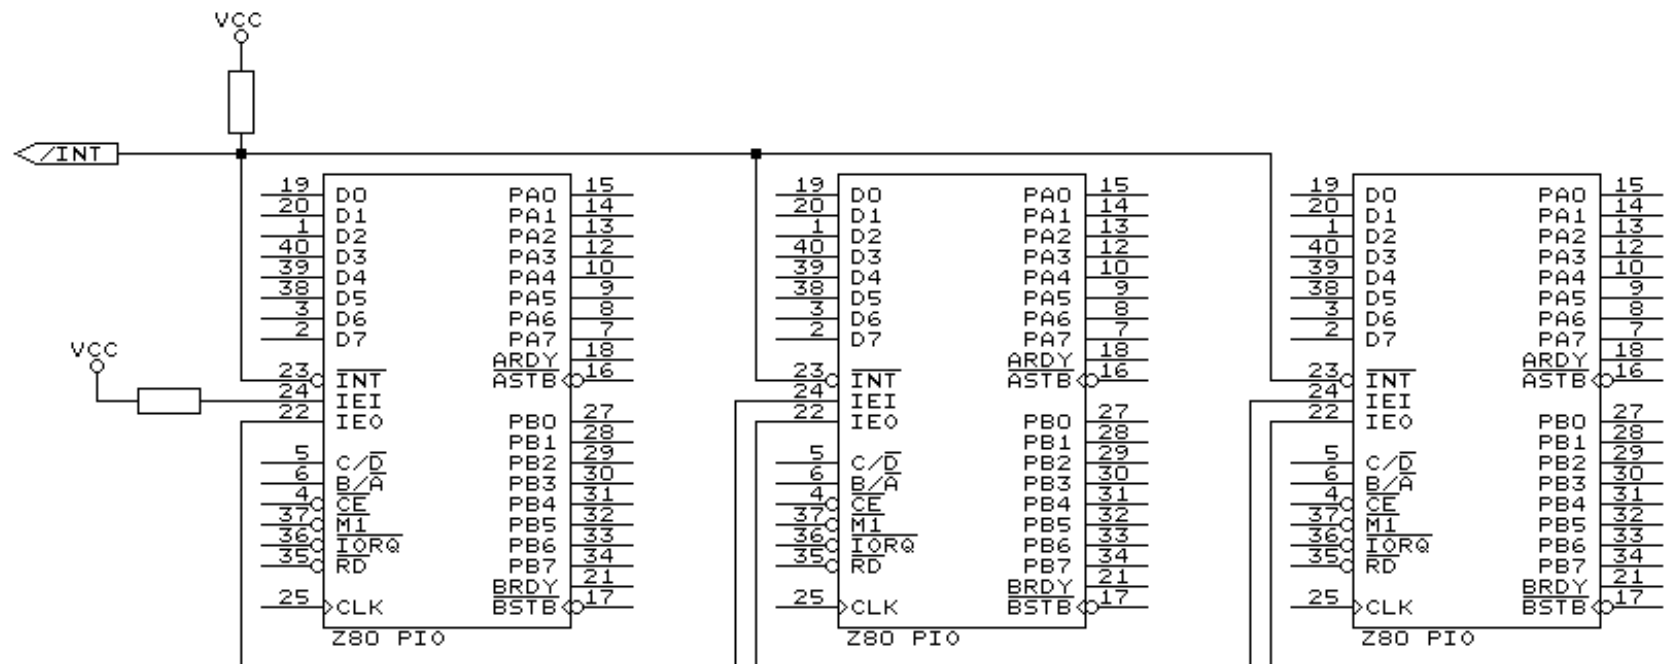 VCC
/INT
19 D0 PA0 15
20 D1 PA1 14
1 D2 PA2 13
40 D3 PA3 12
39 D4 PA4 10
38 D5 PA5 9
3 D6 PA6 8
2 D7 PA7 7
ARDY 18
VCC
23 INT ASTB 16
24 IEI
22 IEO PB0 27
PB1 28
5 C/D PB2 29
6 B/A PB3 30
4 CE PB4 31
37 M1 PB5 32
36 IORQ PB6 33
35 RD PB7 34
BRDY 21
25 CLK BSTB 17
Z80 PIO
19 D0 PA0 15
20 D1 PA1 14
1 D2 PA2 13
40 D3 PA3 12
39 D4 PA4 10
38 D5 PA5 9
3 D6 PA6 8
2 D7 PA7 7
ARDY 18
23 INT ASTB 16
24 IEI
22 IEO PB0 27
PB1 28
5 C/D PB2 29
6 B/A PB3 30
4 CE PB4 31
37 M1 PB5 32
36 IORQ PB6 33
35 RD PB7 34
BRDY 21
25 CLK BSTB 17
Z80 PIO
19 D0 PA0 15
20 D1 PA1 14
1 D2 PA2 13
40 D3 PA3 12
39 D4 PA4 10
38 D5 PA5 9
3 D6 PA6 8
2 D7 PA7 7
ARDY 18
23 INT ASTB 16
24 IEI
22 IEO PB0 27
PB1 28
5 C/D PB2 29
6 B/A PB3 30
4 CE PB4 31
37 M1 PB5 32
36 IORQ PB6 33
35 RD PB7 34
BRDY 21
25 CLK BSTB 17
Z80 PIO